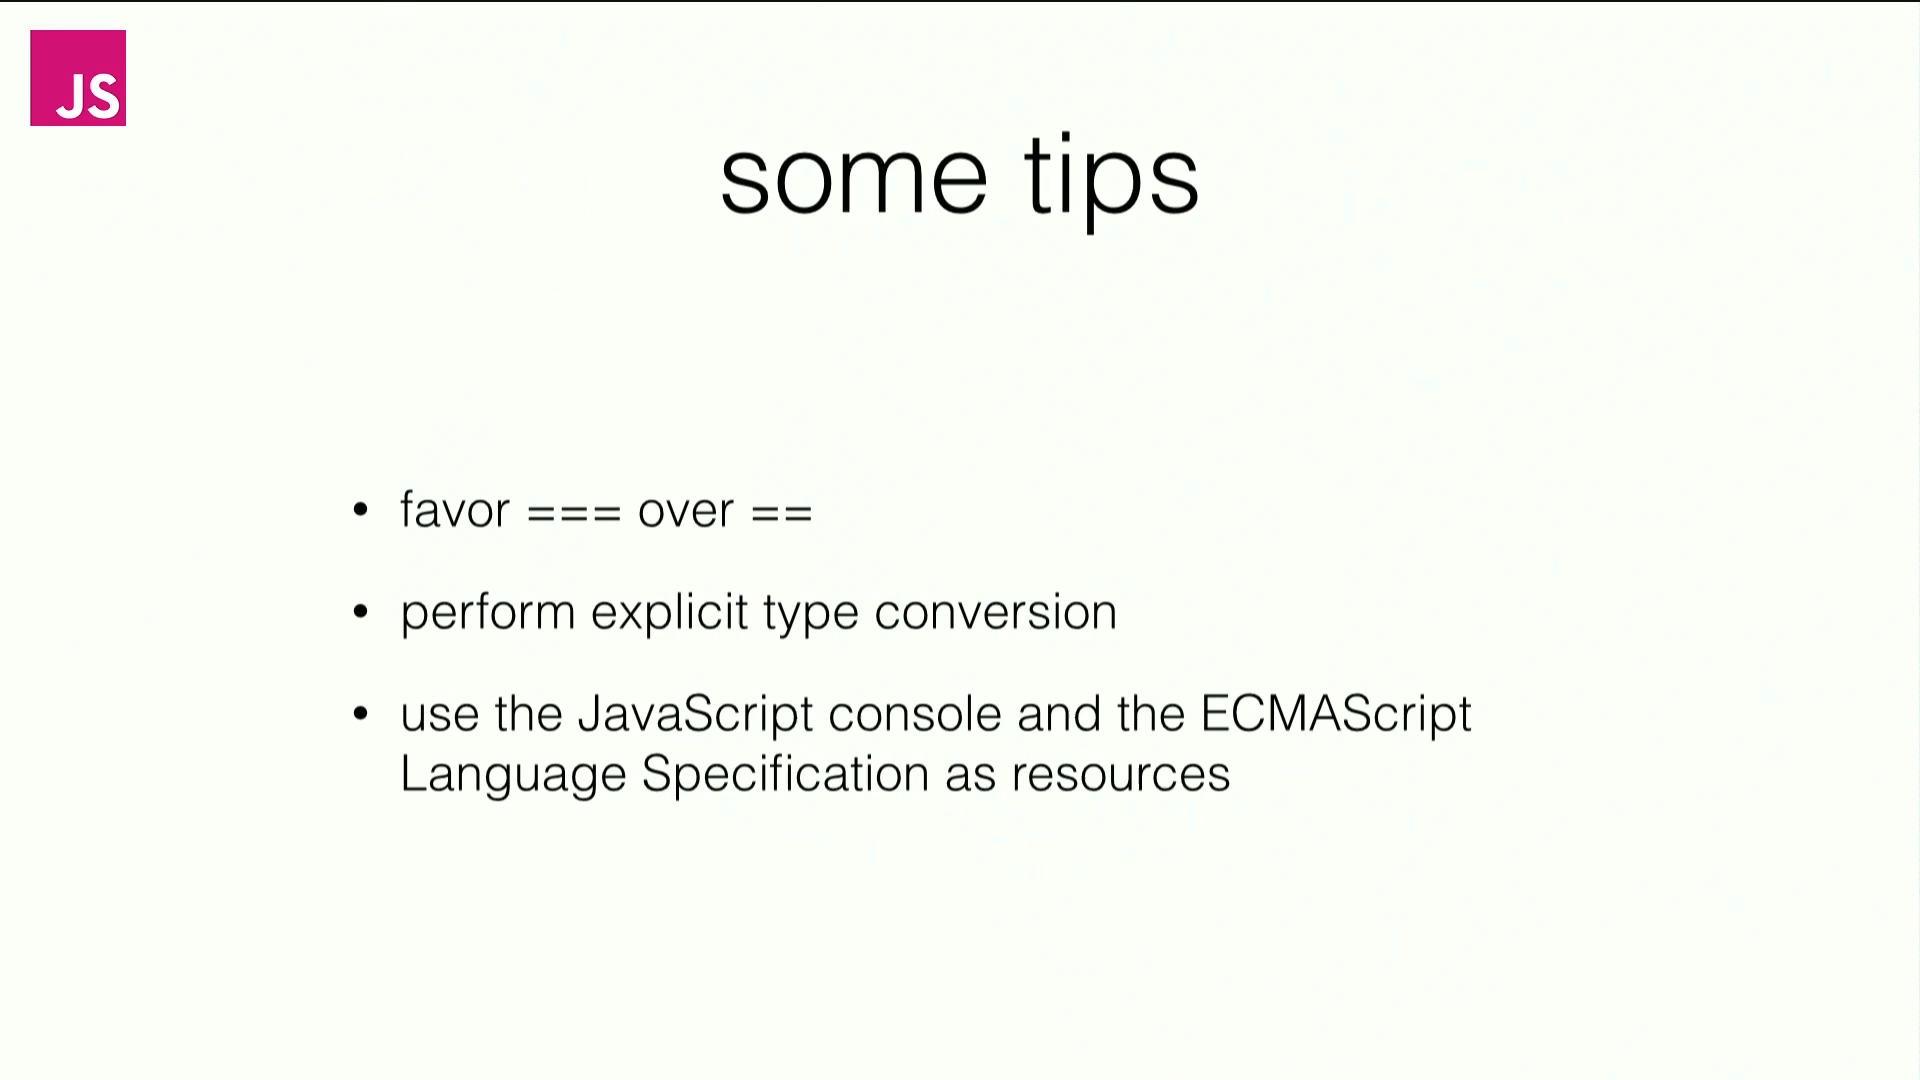 JS
some tips
• favor === over ==
• perform explicit type conversion
• use the JavaScript console and the ECMAScript
Language Specification as resources